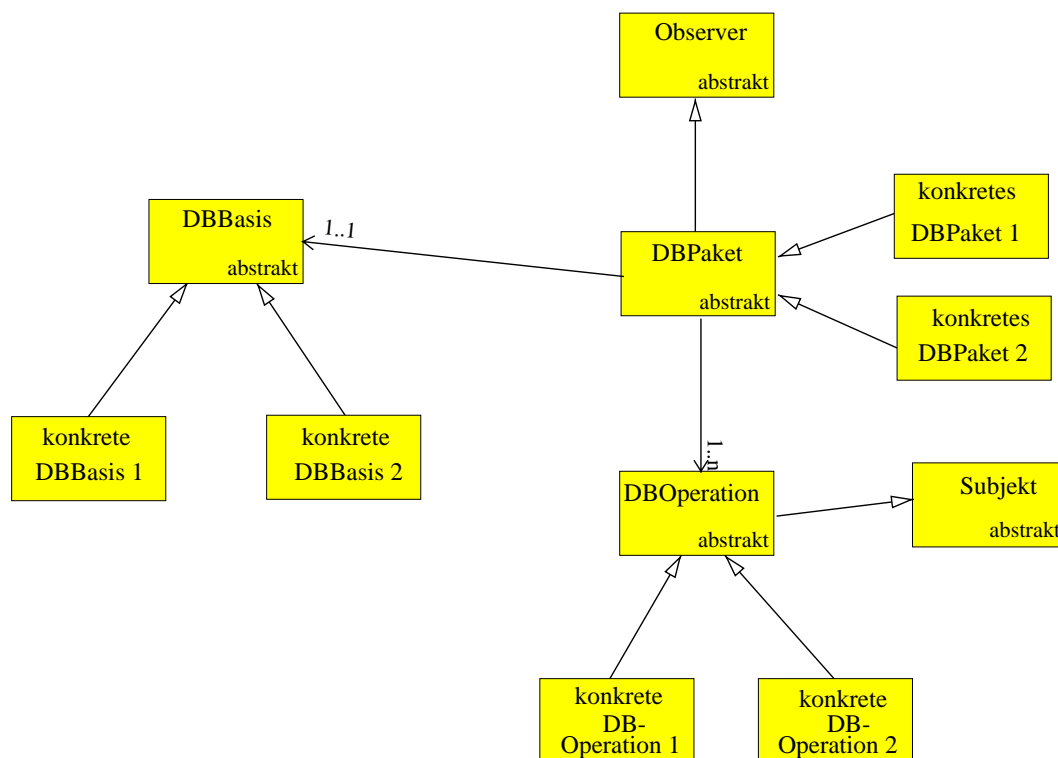 Observer
abstrakt
konkretes
DBPaket 1
DBBasis
abstrakt
1..1
DBPaket
abstrakt
konkretes
DBPaket 2
konkrete
DBBasis 1
konkrete
DBBasis 2
1..n
DBOperation
abstrakt
Subjekt
abstrakt
konkrete
DB-
Operation 1
konkrete
DB-
Operation 2